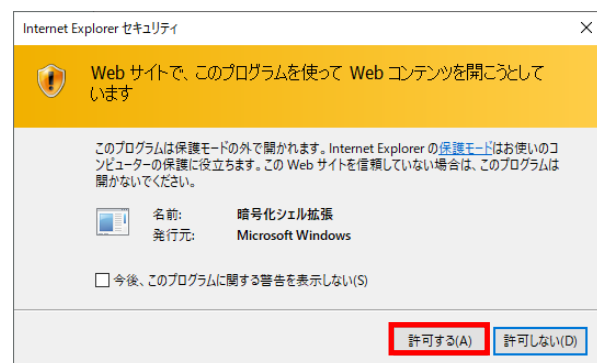 Internet Explorer セキュリティ
Web サイトで、このプログラムを使って Web コンテンツを開こうとして
います
このプログラムは保護モードの外で開かれます。Internet Explorer の保護モードはお使いのコ
ンピューターの保護に役立ちます。この Web サイトを信頼していない場合は、このプログラムは
開かないでください。
名前: 暗号化シェル拡張
発行元: Microsoft Windows
今後、このプログラムに関する警告を表示しない(S)
許可する(A) 許可しない(D)